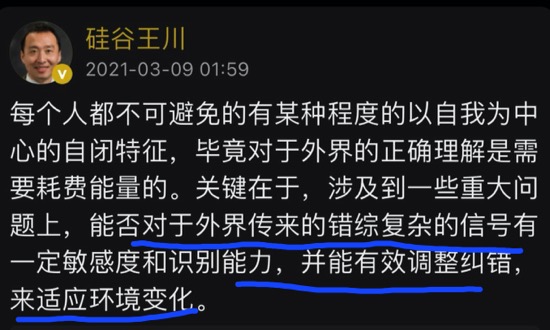 硅谷王川
2021-03-09 01:59
每个人都不可避免的有某种程度的以自我为中
心的自闭特征，毕竟对于外界的正确理解是需
要耗费能量的。关键在于，涉及到一些重大问
题上，能否对于外界传来的错综复杂的信号有
一定敏感度和识别能力，并能有效调整纠错，
来适应环境变化。